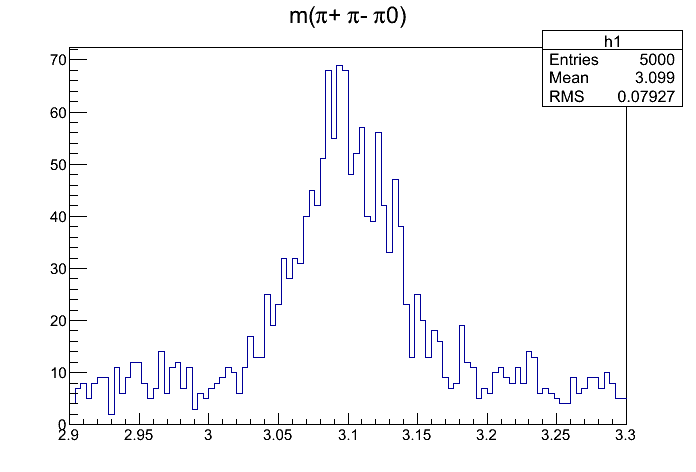 m(π+ π- π0)
h1
Entries 5000
Mean 3.099
RMS 0.07927
70
60
50
40
30
20
10
0
2.9 2.95 3 3.05 3.1 3.15 3.2 3.25 3.3